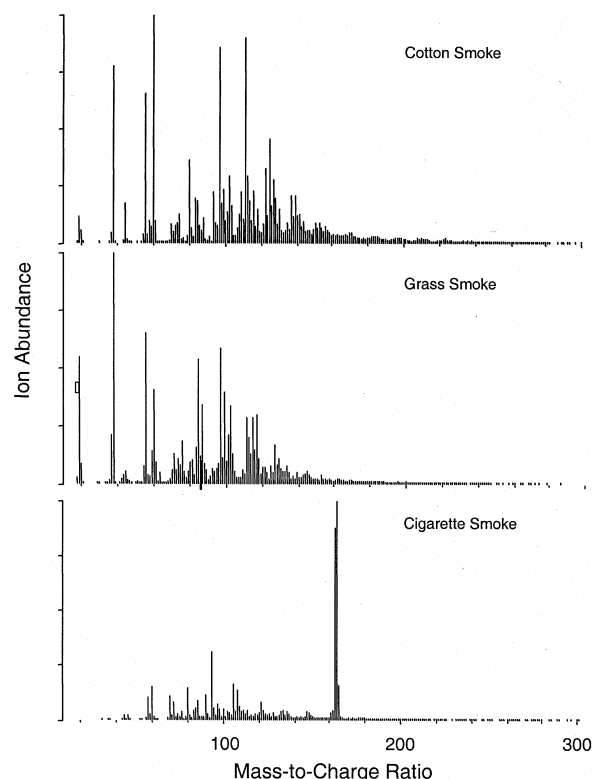 Cotton Smoke
Grass Smoke
Ion Abundance
Cigarette Smoke
100 200 300
Mass-to-Charge Ratio